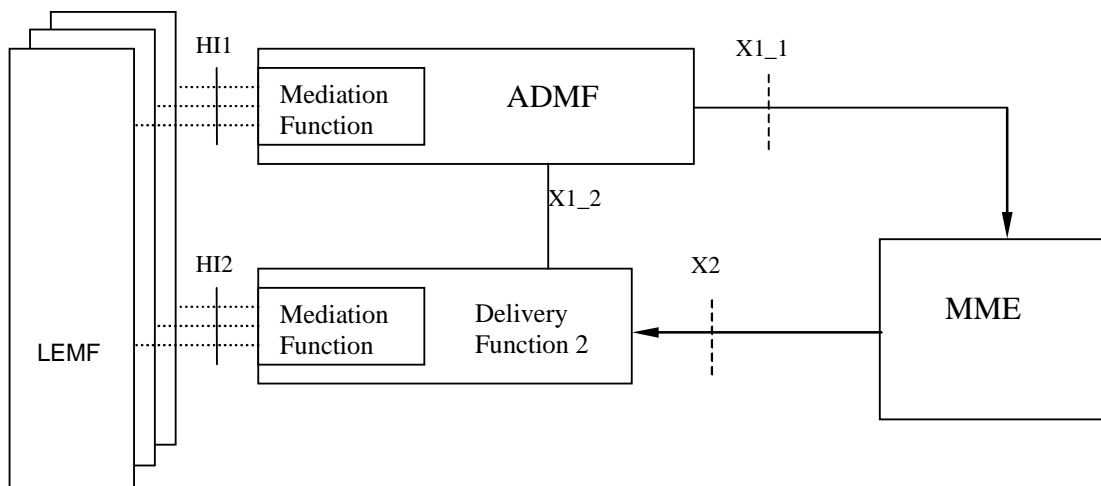 HI1
X1_1
Mediation
Function
ADMF
X1_2
HI2
X2
Mediation
Function
Delivery
Function 2
MME
LEMF